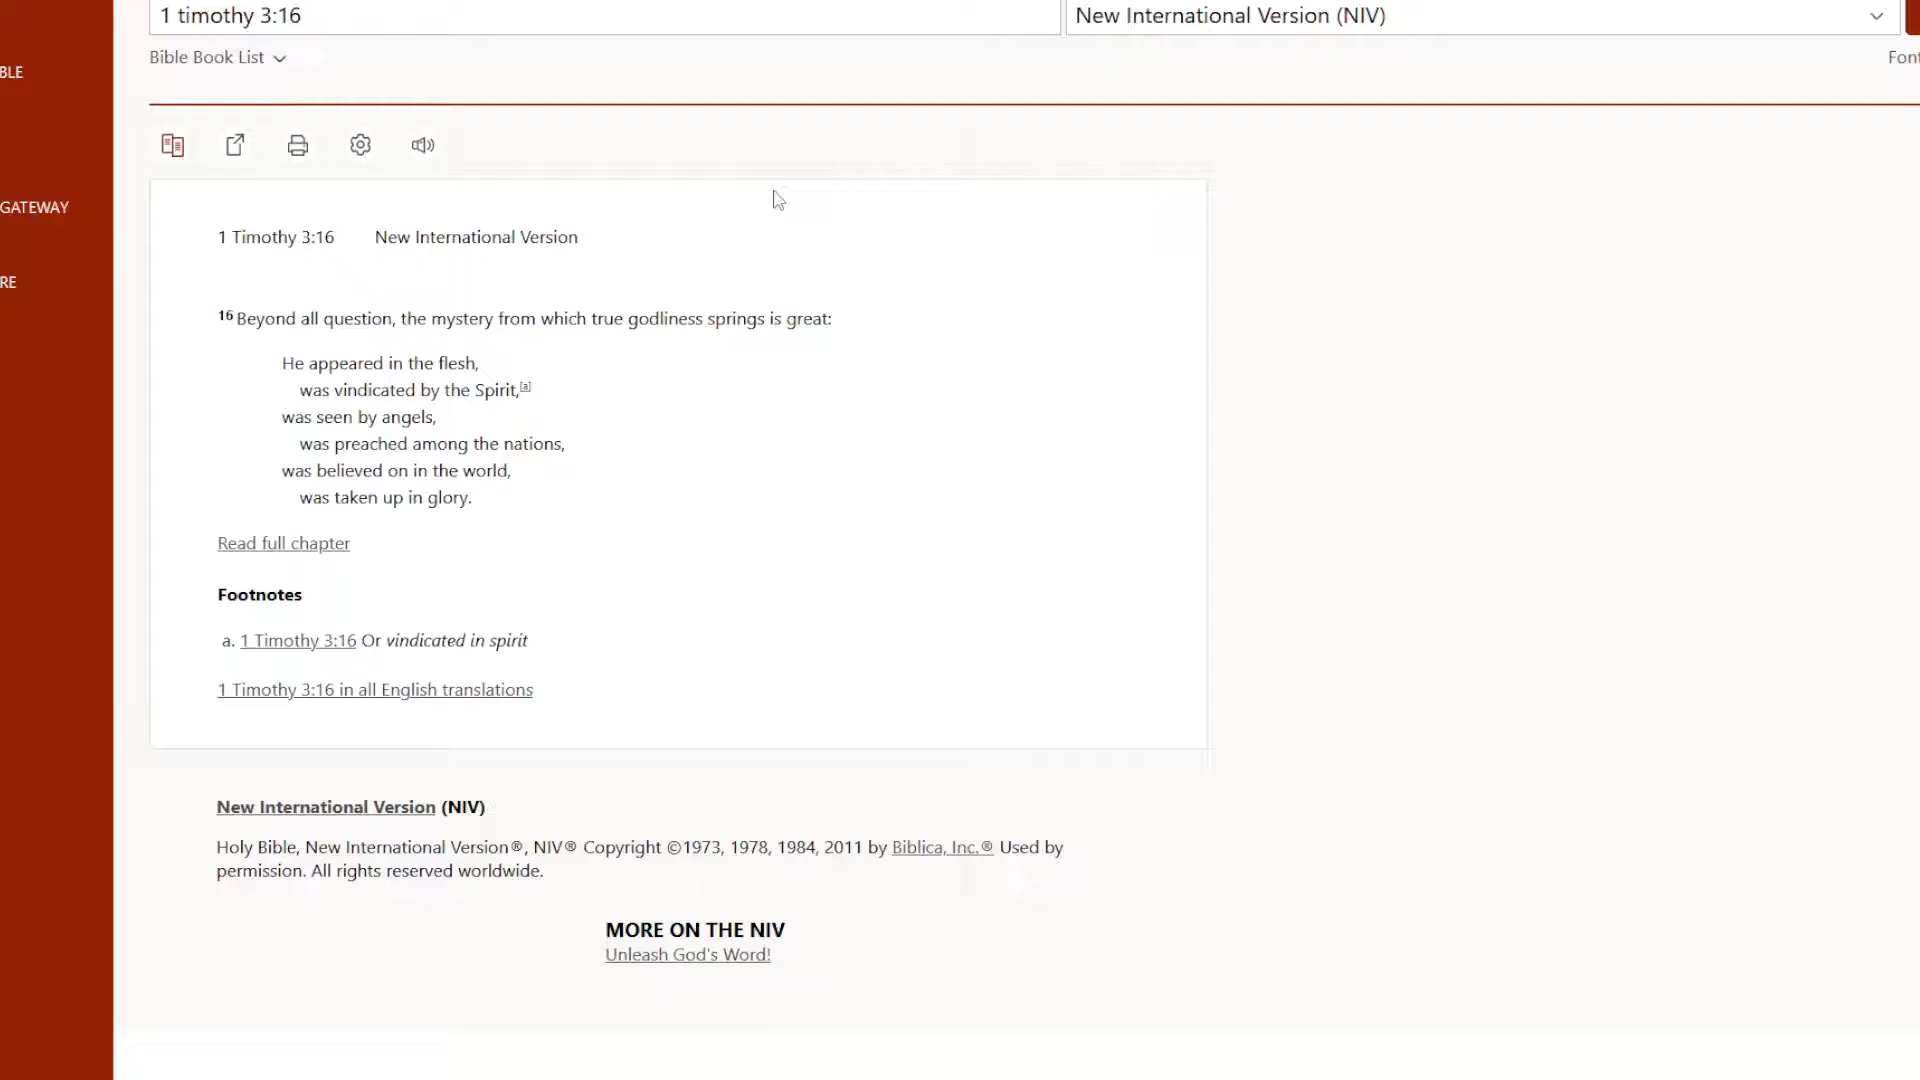 1 timothy 3:16
New International Version (NIV)
Bible Book List
Font
BLE
GATEWAY
RE
1 Timothy 3:16 New International Version
16 Beyond all question, the mystery from which true godliness springs is great:
He appeared in the flesh,
was vindicated by the Spirit,[a]
was seen by angels,
was preached among the nations,
was believed on in the world,
was taken up in glory.
Read full chapter
Footnotes
a. 1 Timothy 3:16 Or vindicated in spirit
1 Timothy 3:16 in all English translations
New International Version (NIV)
Holy Bible, New International Version®, NIV® Copyright ©1973, 1978, 1984, 2011 by Biblica, Inc.® Used by
permission. All rights reserved worldwide.
MORE ON THE NIV
Unleash God's Word!